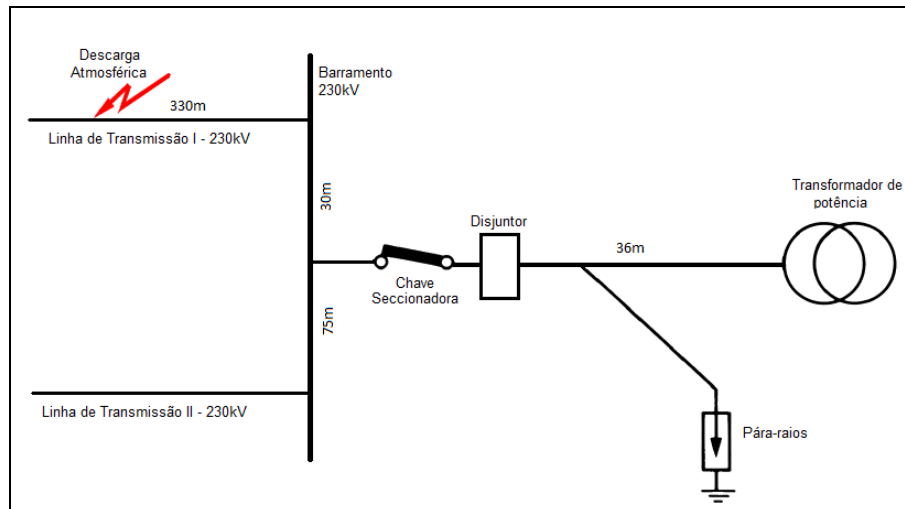 Descarga
Atmosférica
330m
Linha de Transmissão I - 230kV
Barramento
230kV
30m
Disjuntor
Transformador de
potência
36m
Chave
Seccionadora
75m
Linha de Transmissão II - 230kV
Pára-raios